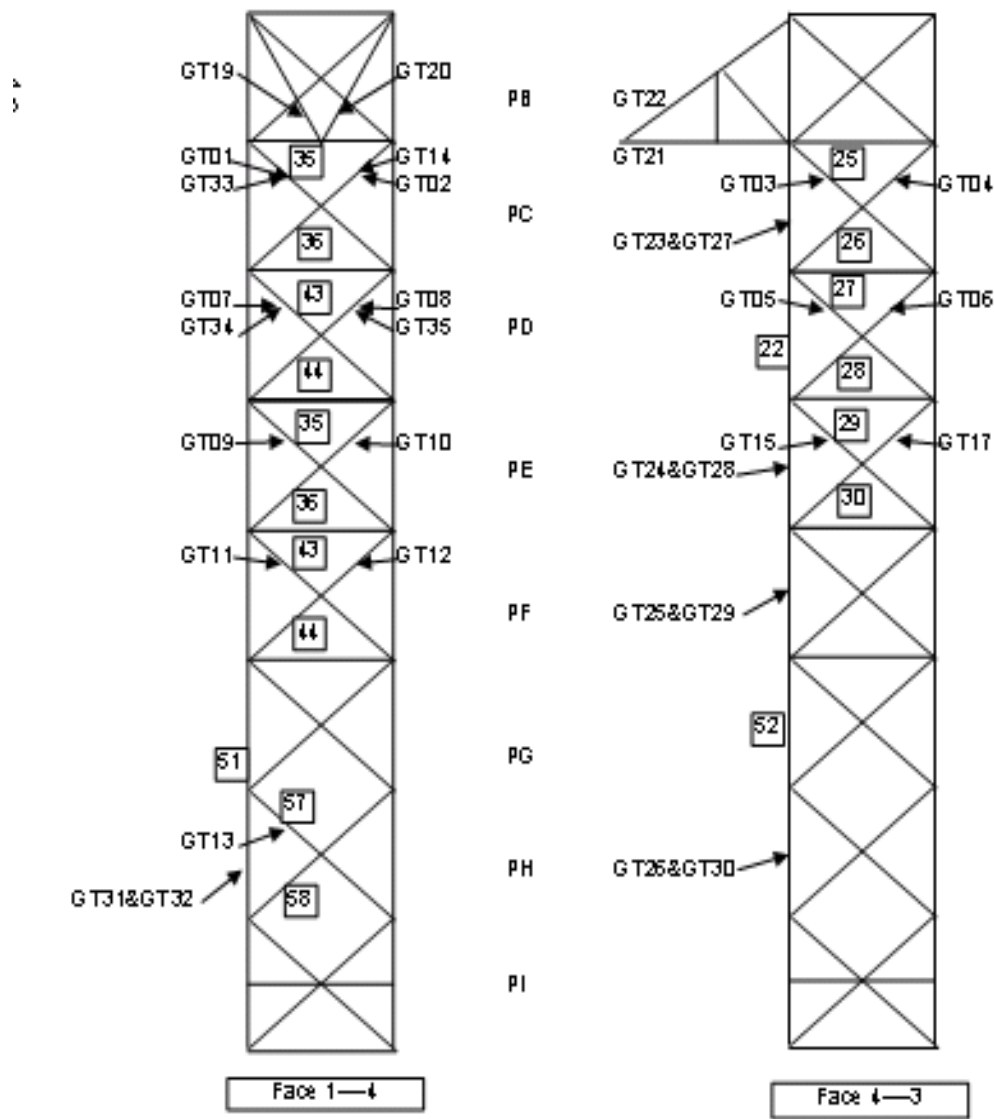 GT19
GT20
PB
GT22
GT01
GT33
35
GT14
GT02
GT21
25
GT03
GT04
PC
36
GT23&GT27
26
GT07
GT34
43
GT08
GT35
PD
GT05
27
GT06
22
44
28
GT09
35
GT10
PE
GT15
29
GT17
GT24&GT28
36
30
GT11
43
GT12
PF
GT25&GT29
44
51
PG
52
57
GT13
PH
GT26&GT30
GT31&GT32
58
PI
Face 1—4
Face 4—3